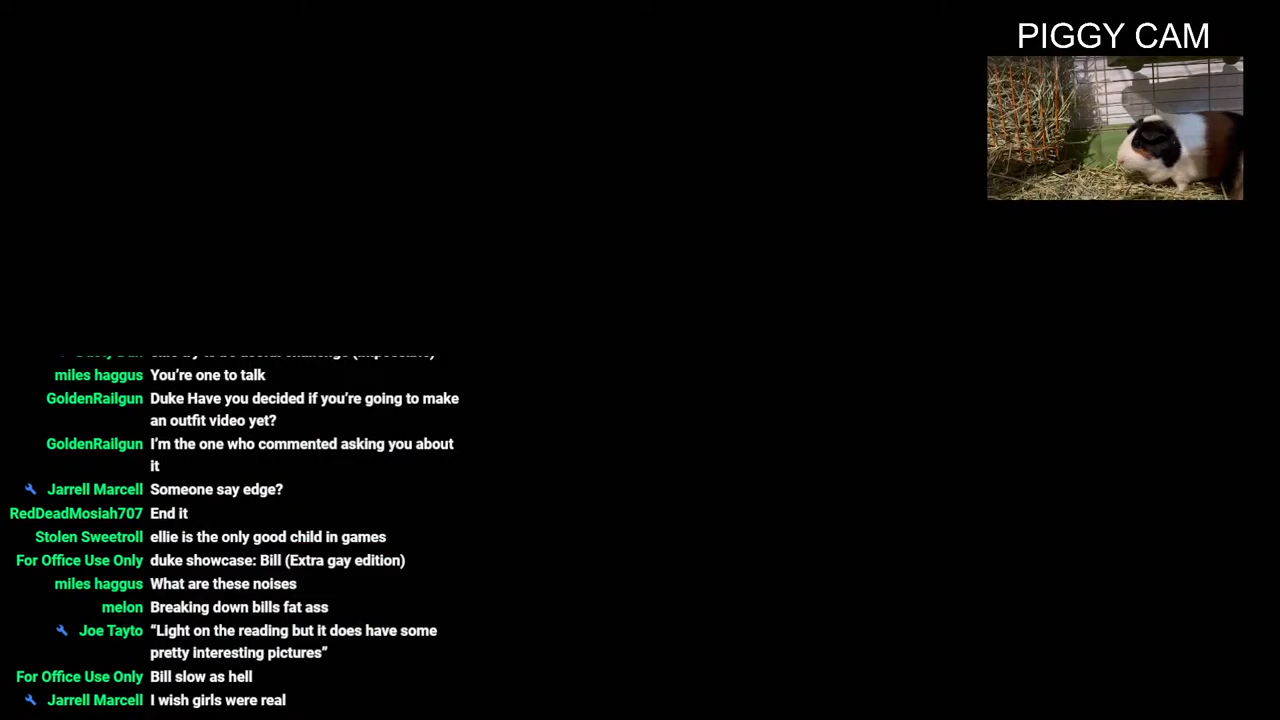 PIGGY CAM
miles haggus You’re one to talk
GoldenRailgun Duke Have you decided if you’re going to make
an outfit video yet?
GoldenRailgun I’m the one who commented asking you about
it
Jarrell Marcell Someone say edge?
RedDeadMosiah707 End it
Stolen Sweetroll ellie is the only good child in games
For Office Use Only duke showcase: Bill (Extra gay edition)
miles haggus What are these noises
melon Breaking down bills fat ass
Joe Tayto “Light on the reading but it does have some
pretty interesting pictures”
For Office Use Only Bill slow as hell
Jarrell Marcell I wish girls were real